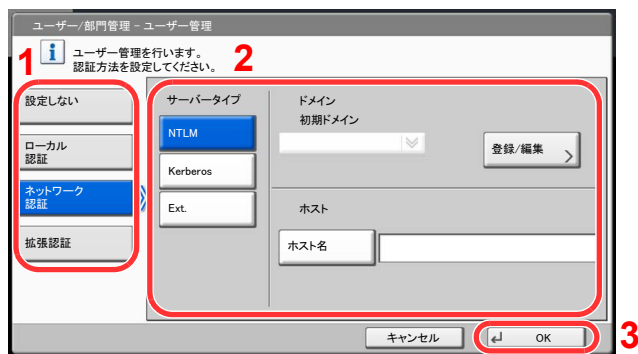 ユーザー/部門管理 - ユーザー管理
ユーザー管理を行います。
認証方法を設定してください。
1
2
設定しない
ローカル
認証
ネットワーク
認証
拡張認証
サーバータイプ
NTLM
Kerberos
Ext.
ドメイン
初期ドメイン
登録/編集
ホスト
ホスト名
キャンセル
OK
3